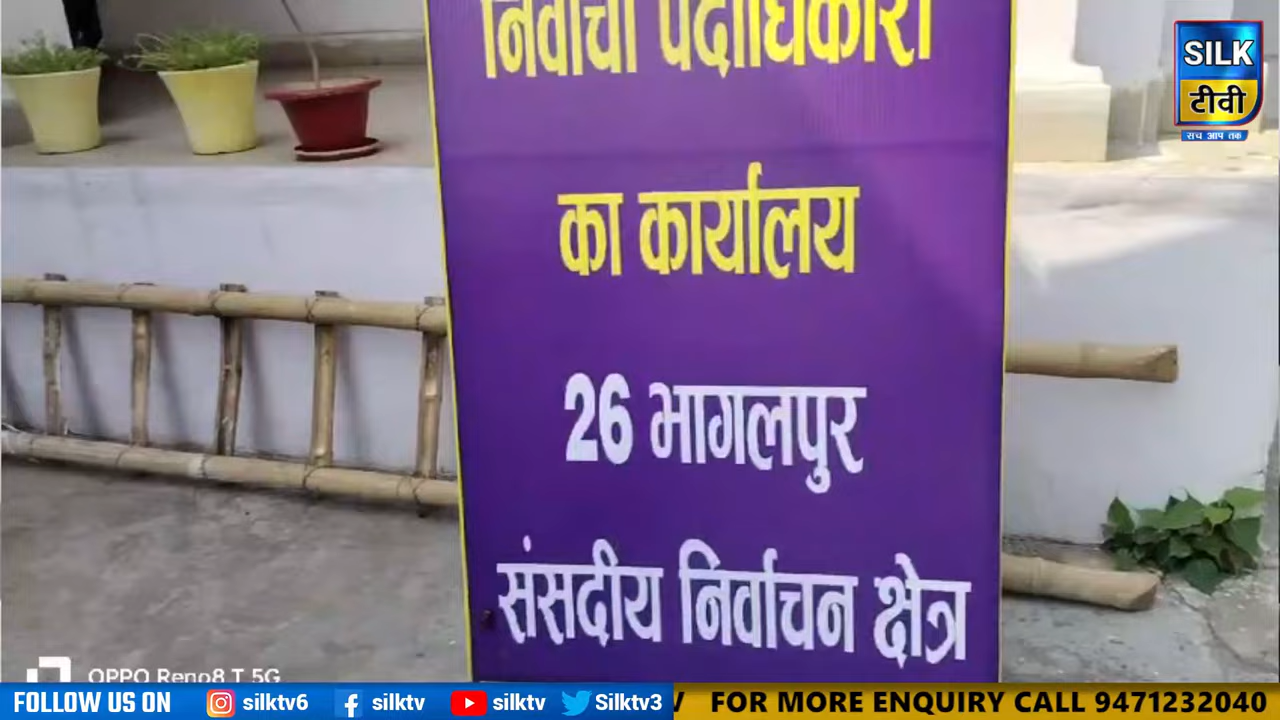 निर्वाची पदाधिकारी
का कार्यालय
26 भागलपुर
संसदीय निर्वाचन क्षेत्र
SILK
टीवी
सच आप तक
OPPO Reno8 T 5G
FOLLOW US ON silktv6 silktv silktv Silktv3 V FOR MORE ENQUIRY CALL 9471232040